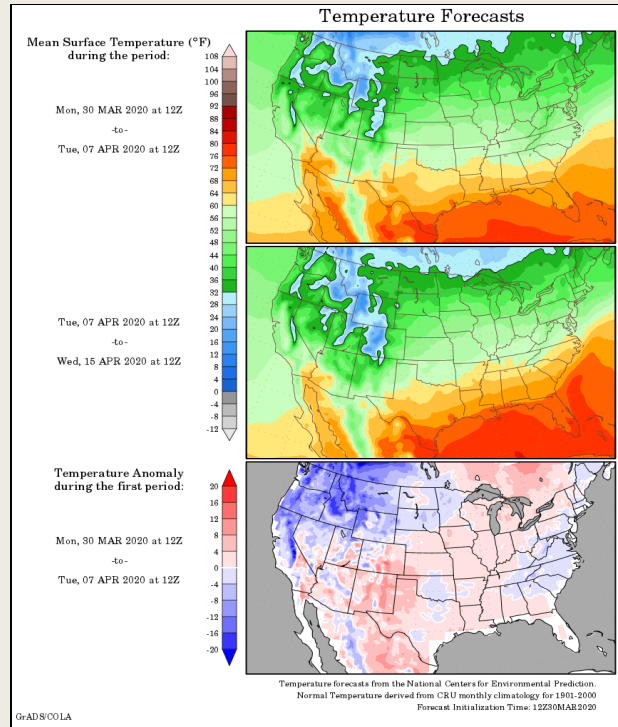 Temperature Forecasts
Mean Surface Temperature (°F)
during the period:
Mon, 30 MAR 2020 at 12Z
-to-
Tue, 07 APR 2020 at 12Z
108
104
100
96
92
88
84
80
76
72
68
64
60
56
52
48
44
40
36
32
28
24
20
16
12
8
4
0
-4
-8
-12
Tue, 07 APR 2020 at 12Z
-to-
Wed, 15 APR 2020 at 12Z
Temperature Anomaly
during the first period:
Mon, 30 MAR 2020 at 12Z
-to-
Tue, 07 APR 2020 at 12Z
20
16
12
8
4
0
-4
-8
-12
-16
-20
Temperature forecasts from the National Centers for Environmental Prediction.
Normal Temperature derived from CRU monthly climatology for 1901-2000
Forecast Initialization Time: 12Z30MAR2020
GrADS/COLA